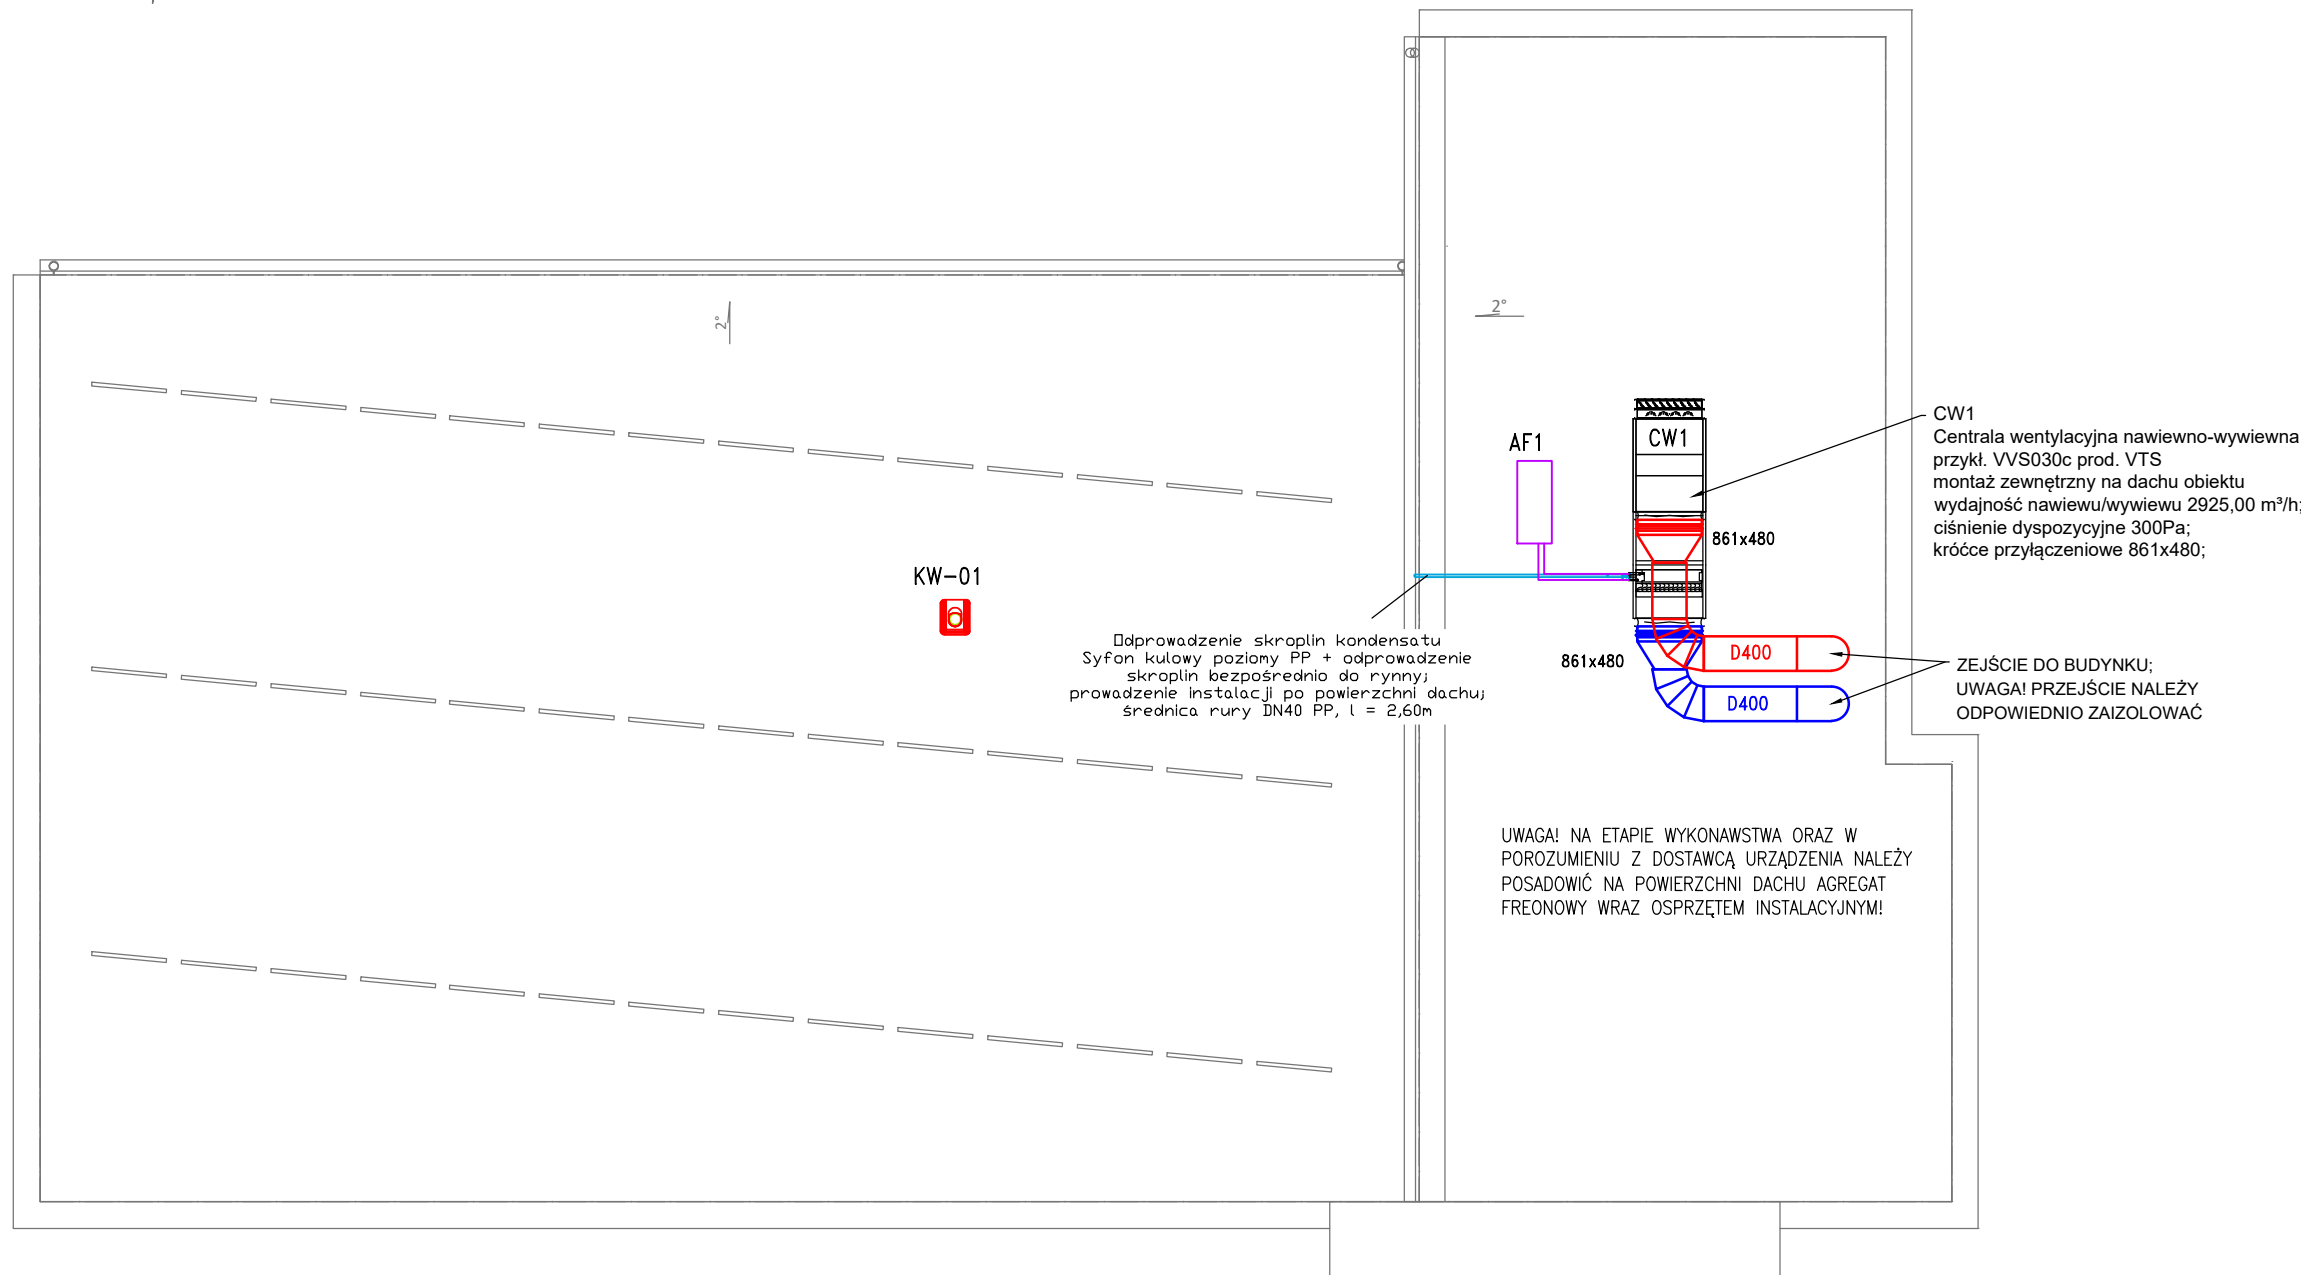 2°
2°
CW1
AF1
CW1
Centrala wentylacyjna nawiewno-wywiewna
przykł. VVS030c prod. VTS
montaż zewnętrzny na dachu obiektu
wydajność nawiewu/wywiewu 2925,00 m³/h;
ciśnienie dyspozycyjne 300Pa;
króćce przyłączeniowe 861x480;
861x480
KW-01
Odprowadzenie skroplin kondensatu
Syfon kulowy poziomy PP + odprowadzenie
skroplin bezpośrednio do rynny;
prowadzenie instalacji po powierzchni dachu;
średnica rury DN40 PP, l = 2,60m
861x480
D400
D400
ZEJŚCIE DO BUDYNKU;
UWAGA! PRZEJŚCIE NALEŻY
ODPOWIEDNIO ZAIZOLOWAĆ
UWAGA! NA ETAPIE WYKONAWSTWA ORAZ W
POROZUMIENIU Z DOSTAWCĄ URZĄDZENIA NALEŻY
POSADOWIĆ NA POWIERZCHNI DACHU AGREGAT
FREONOWY WRAZ OSPRZĘTEM INSTALACYJNYM!